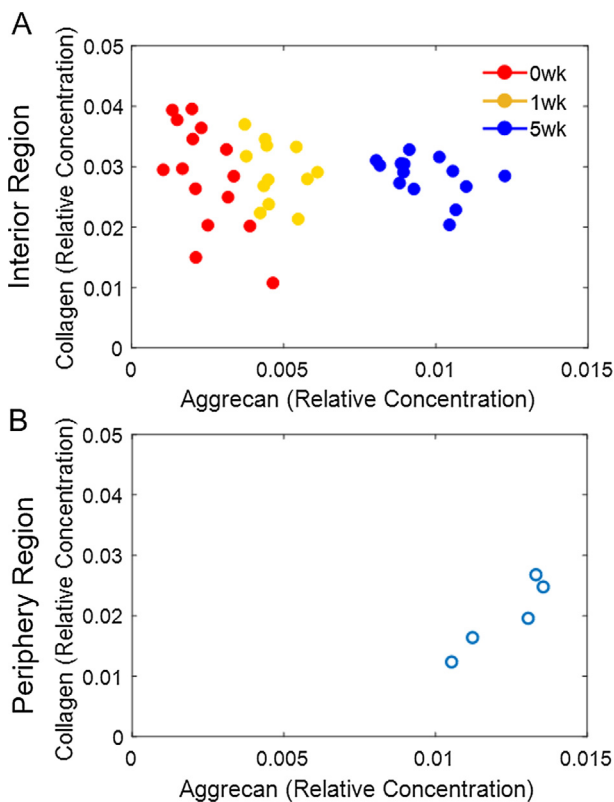 A
Interior Region
Collagen (Relative Concentration)
0.05
0.04
0.03
0.02
0.01
0
0wk
1wk
5wk
0 0.005 0.01 0.015
Aggrecan (Relative Concentration)
B
Periphery Region
Collagen (Relative Concentration)
0.05
0.04
0.03
0.02
0.01
0
0 0.005 0.01 0.015
Aggrecan (Relative Concentration)